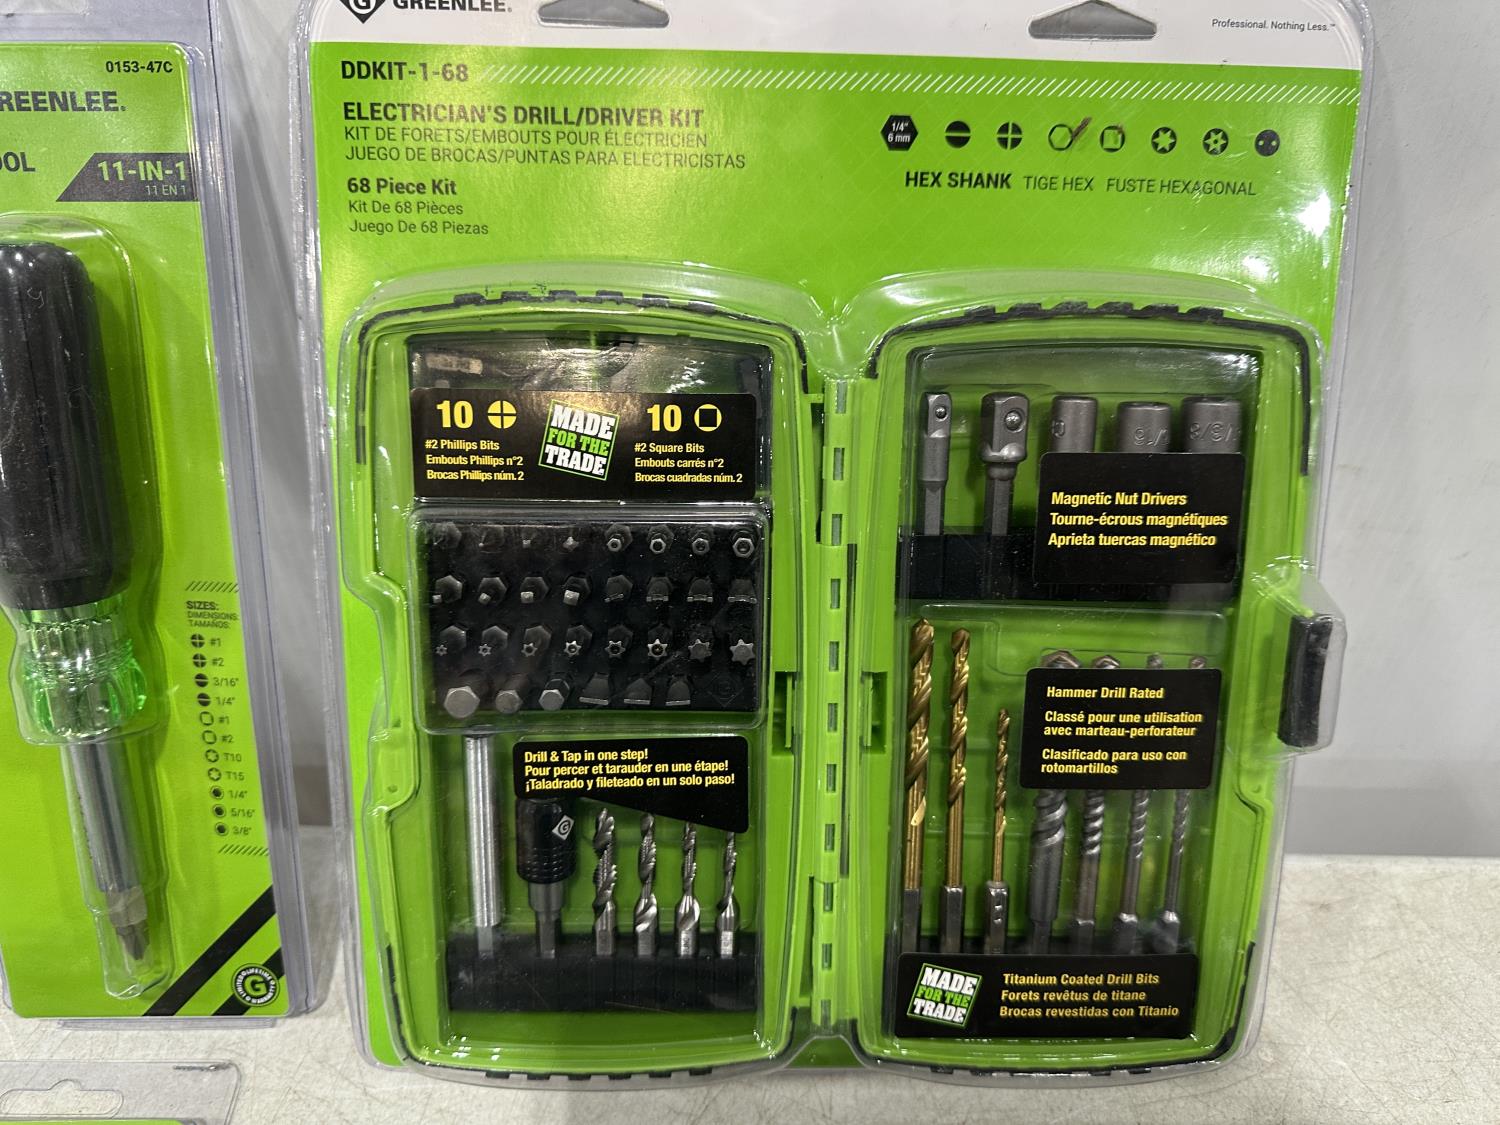 0153-47C
REENLEE.
OOL
11-IN-1
11 EN 1
SIZES:
DIMENSIONS:
TAMAÑOS:
#1
#2
3/16"
1/4"
#1
#2
T10
T15
1/4"
5/16"
3/8"
LIMITED LIFETIME WARRANTY
G
GREENLEE.
Professional. Nothing Less.™
DDKIT-1-68
ELECTRICIAN'S DRILL/DRIVER KIT
KIT DE FORETS/EMBOUTS POUR ÉLECTRICIEN
JUEGO DE BROCAS/PUNTAS PARA ELECTRICISTAS
68 Piece Kit
Kit De 68 Pièces
Juego De 68 Piezas
1/4"
6 mm
HEX SHANK TIGE HEX FUSTE HEXAGONAL
10
#2 Phillips Bits
Embouts Phillips n°2
Brocas Phillips núm. 2
MADE
FOR THE
TRADE
10
#2 Square Bits
Embouts carrés n°2
Brocas cuadradas núm. 2
3/8
Magnetic Nut Drivers
Tourne-écrous magnétiques
Aprieta tuercas magnético
Drill & Tap in one step!
Pour percer et tarauder en une étape!
¡Taladrado y fileteado en un solo paso!
G
Hammer Drill Rated
Classé pour une utilisation
avec marteau-perforateur
Clasificado para uso con
rotomartillos
MADE
FOR THE
TRADE
Titanium Coated Drill Bits
Forets revêtus de titane
Brocas revestidas con Titanio